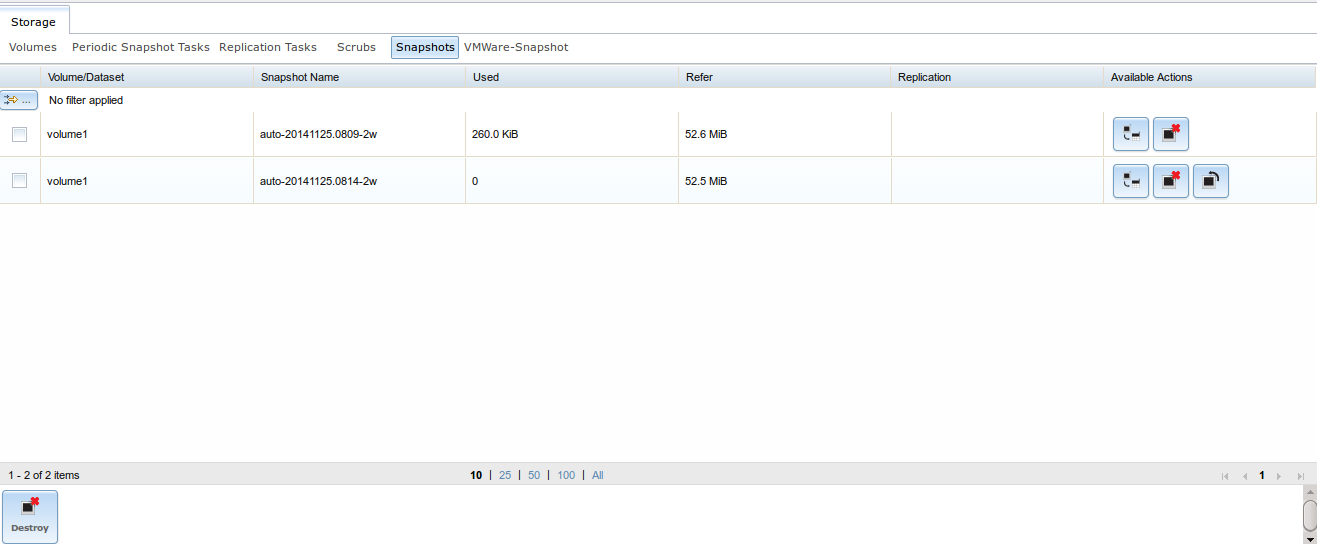 Storage
Volumes Periodic Snapshot Tasks Replication Tasks Scrubs Snapshots VMWare-Snapshot
Volume/Dataset Snapshot Name Used Refer Replication Available Actions
... No filter applied
volume1 auto-20141125.0809-2w 260.0 KiB 52.6 MiB
volume1 auto-20141125.0814-2w 0 52.5 MiB
1 - 2 of 2 items 10 | 25 | 50 | 100 | All 1
Destroy